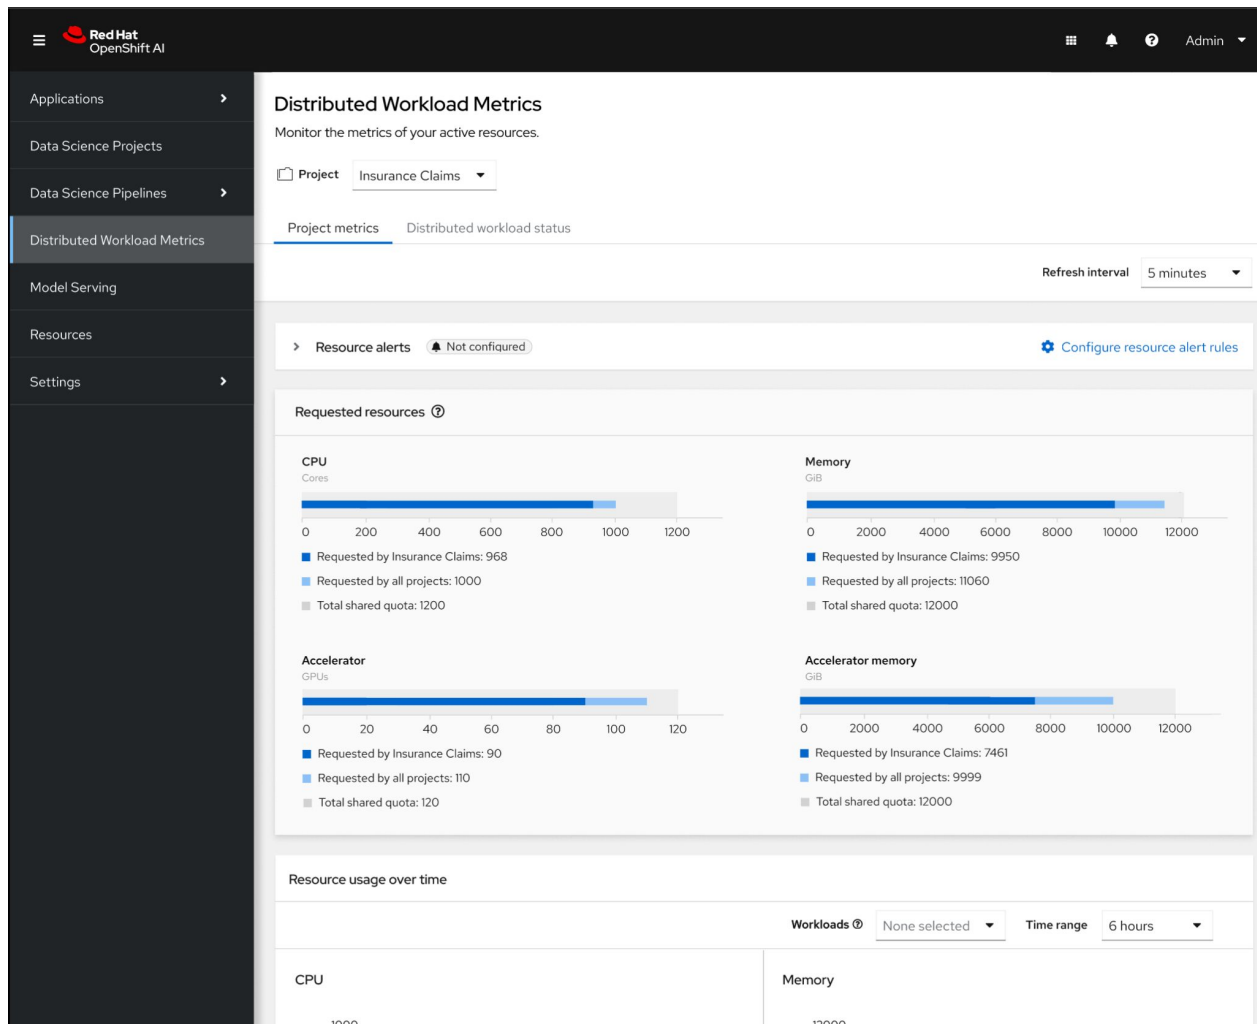 Red Hat
OpenShift AI
Admin
Applications
Data Science Projects
Data Science Pipelines
Distributed Workload Metrics
Model Serving
Resources
Settings
Distributed Workload Metrics
Monitor the metrics of your active resources.
Project Insurance Claims
Project metrics Distributed workload status
Refresh interval 5 minutes
Resource alerts Not configured Configure resource alert rules
Requested resources
CPU
Cores
0 200 400 600 800 1000 1200
Requested by Insurance Claims: 968
Requested by all projects: 1000
Total shared quota: 1200
Memory
GiB
0 2000 4000 6000 8000 10000 12000
Requested by Insurance Claims: 9950
Requested by all projects: 11060
Total shared quota: 12000
Accelerator
GPUs
0 20 40 60 80 100 120
Requested by Insurance Claims: 90
Requested by all projects: 110
Total shared quota: 120
Accelerator memory
GiB
0 2000 4000 6000 8000 10000 12000
Requested by Insurance Claims: 7461
Requested by all projects: 9999
Total shared quota: 12000
Resource usage over time
Workloads None selected Time range 6 hours
CPU
1000
Memory
12000